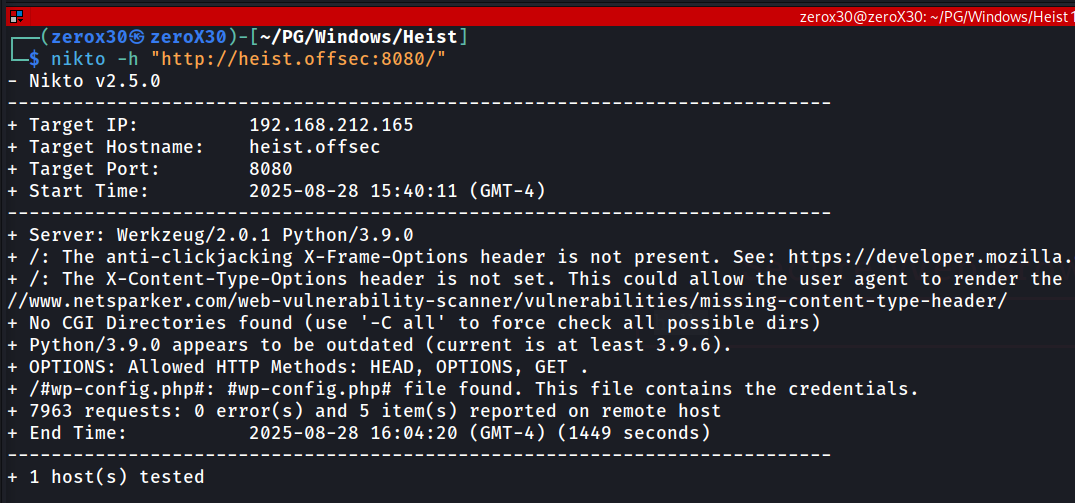 zerox30@zeroX30: ~/PG/Windows/Heist 1
┌──(zerox30㉿zeroX30)-[~/PG/Windows/Heist]
└─$ nikto -h "http://heist.offsec:8080/"
- Nikto v2.5.0
---------------------------------------------------------------------------
+ Target IP:          192.168.212.165
+ Target Hostname:    heist.offsec
+ Target Port:        8080
+ Start Time:         2025-08-28 15:40:11 (GMT-4)
---------------------------------------------------------------------------
+ Server: Werkzeug/2.0.1 Python/3.9.0
+ /: The anti-clickjacking X-Frame-Options header is not present. See: https://developer.mozilla.
+ /: The X-Content-Type-Options header is not set. This could allow the user agent to render the
//www.netsparker.com/web-vulnerability-scanner/vulnerabilities/missing-content-type-header/
+ No CGI Directories found (use '-C all' to force check all possible dirs)
+ Python/3.9.0 appears to be outdated (current is at least 3.9.6).
+ OPTIONS: Allowed HTTP Methods: HEAD, OPTIONS, GET .
+ /#wp-config.php#: #wp-config.php# file found. This file contains the credentials.
+ 7963 requests: 0 error(s) and 5 item(s) reported on remote host
+ End Time:           2025-08-28 16:04:20 (GMT-4) (1449 seconds)
---------------------------------------------------------------------------
+ 1 host(s) tested